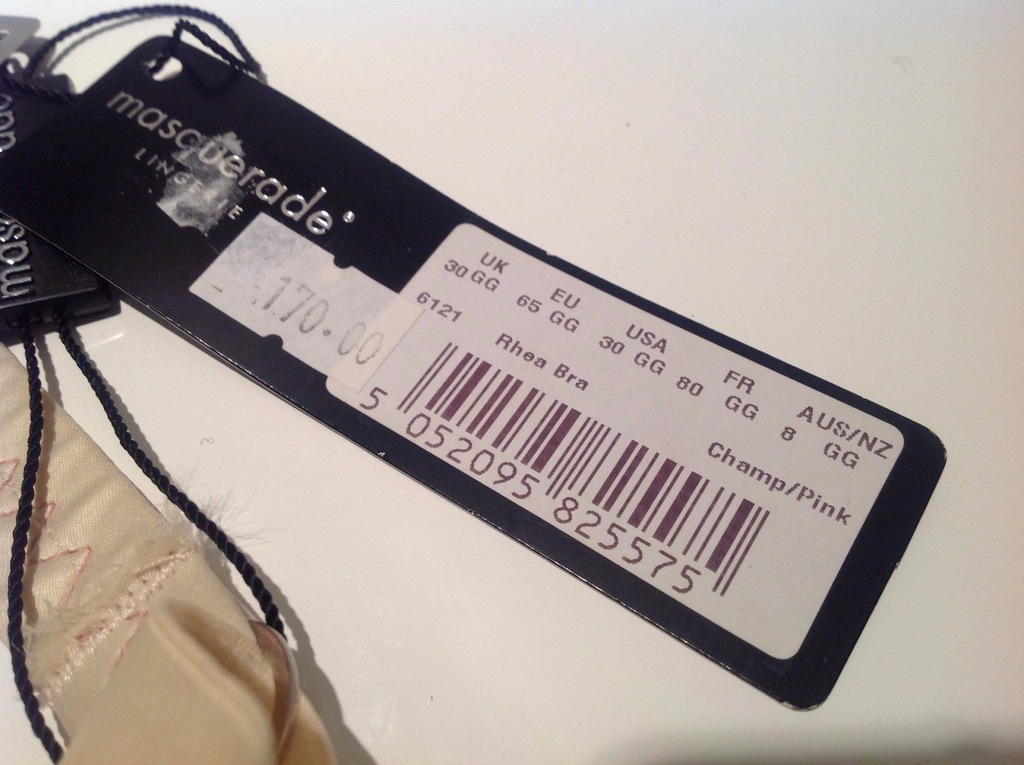 masquerade
LINGERIE
170.00
UK EU USA FR AUS/NZ
30 GG 65 GG 30 GG 80 GG 8 GG
6121 Rhea Bra Champ/Pink
5 052095 825575
mas